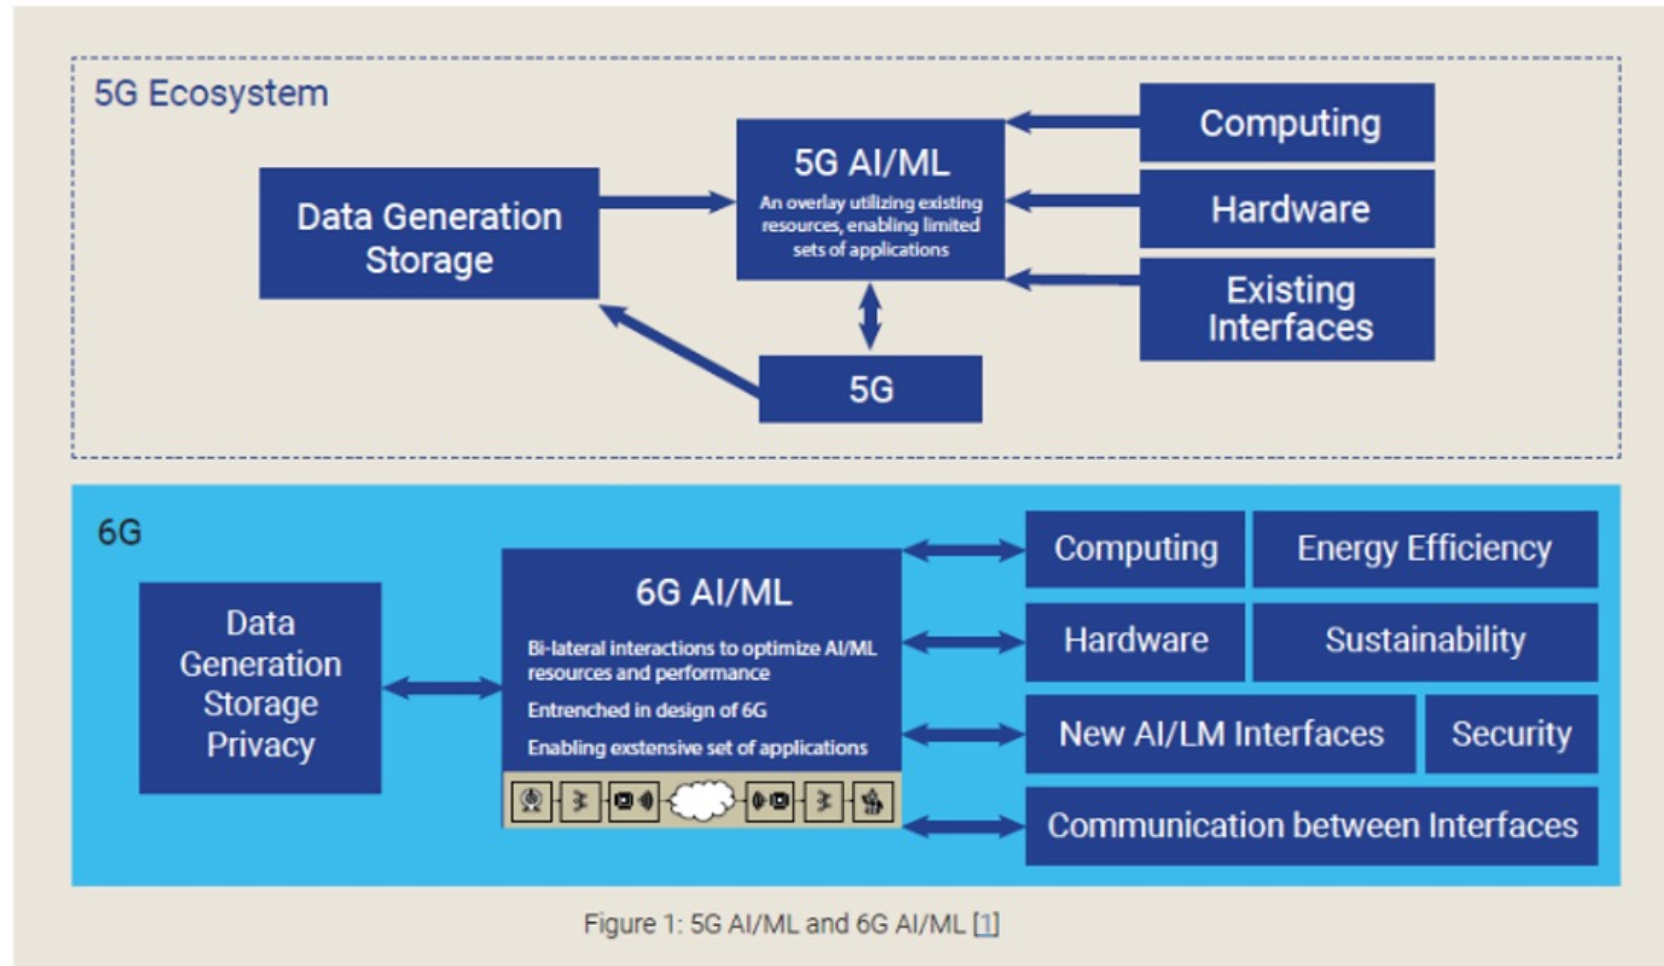 5G Ecosystem
Data Generation
Storage
5G AI/ML
An overlay utilizing existing
resources, enabling limited
sets of applications
5G
Computing
Hardware
Existing
Interfaces
6G
Data
Generation
Storage
Privacy
6G AI/ML
Bi-lateral interactions to optimize AI/ML
resources and performance
Entrenched in design of 6G
Enabling exstensive set of applications
Computing
Energy Efficiency
Hardware
Sustainability
New AI/LM Interfaces
Security
Communication between Interfaces
Figure 1: 5G AI/ML and 6G AI/ML [1]